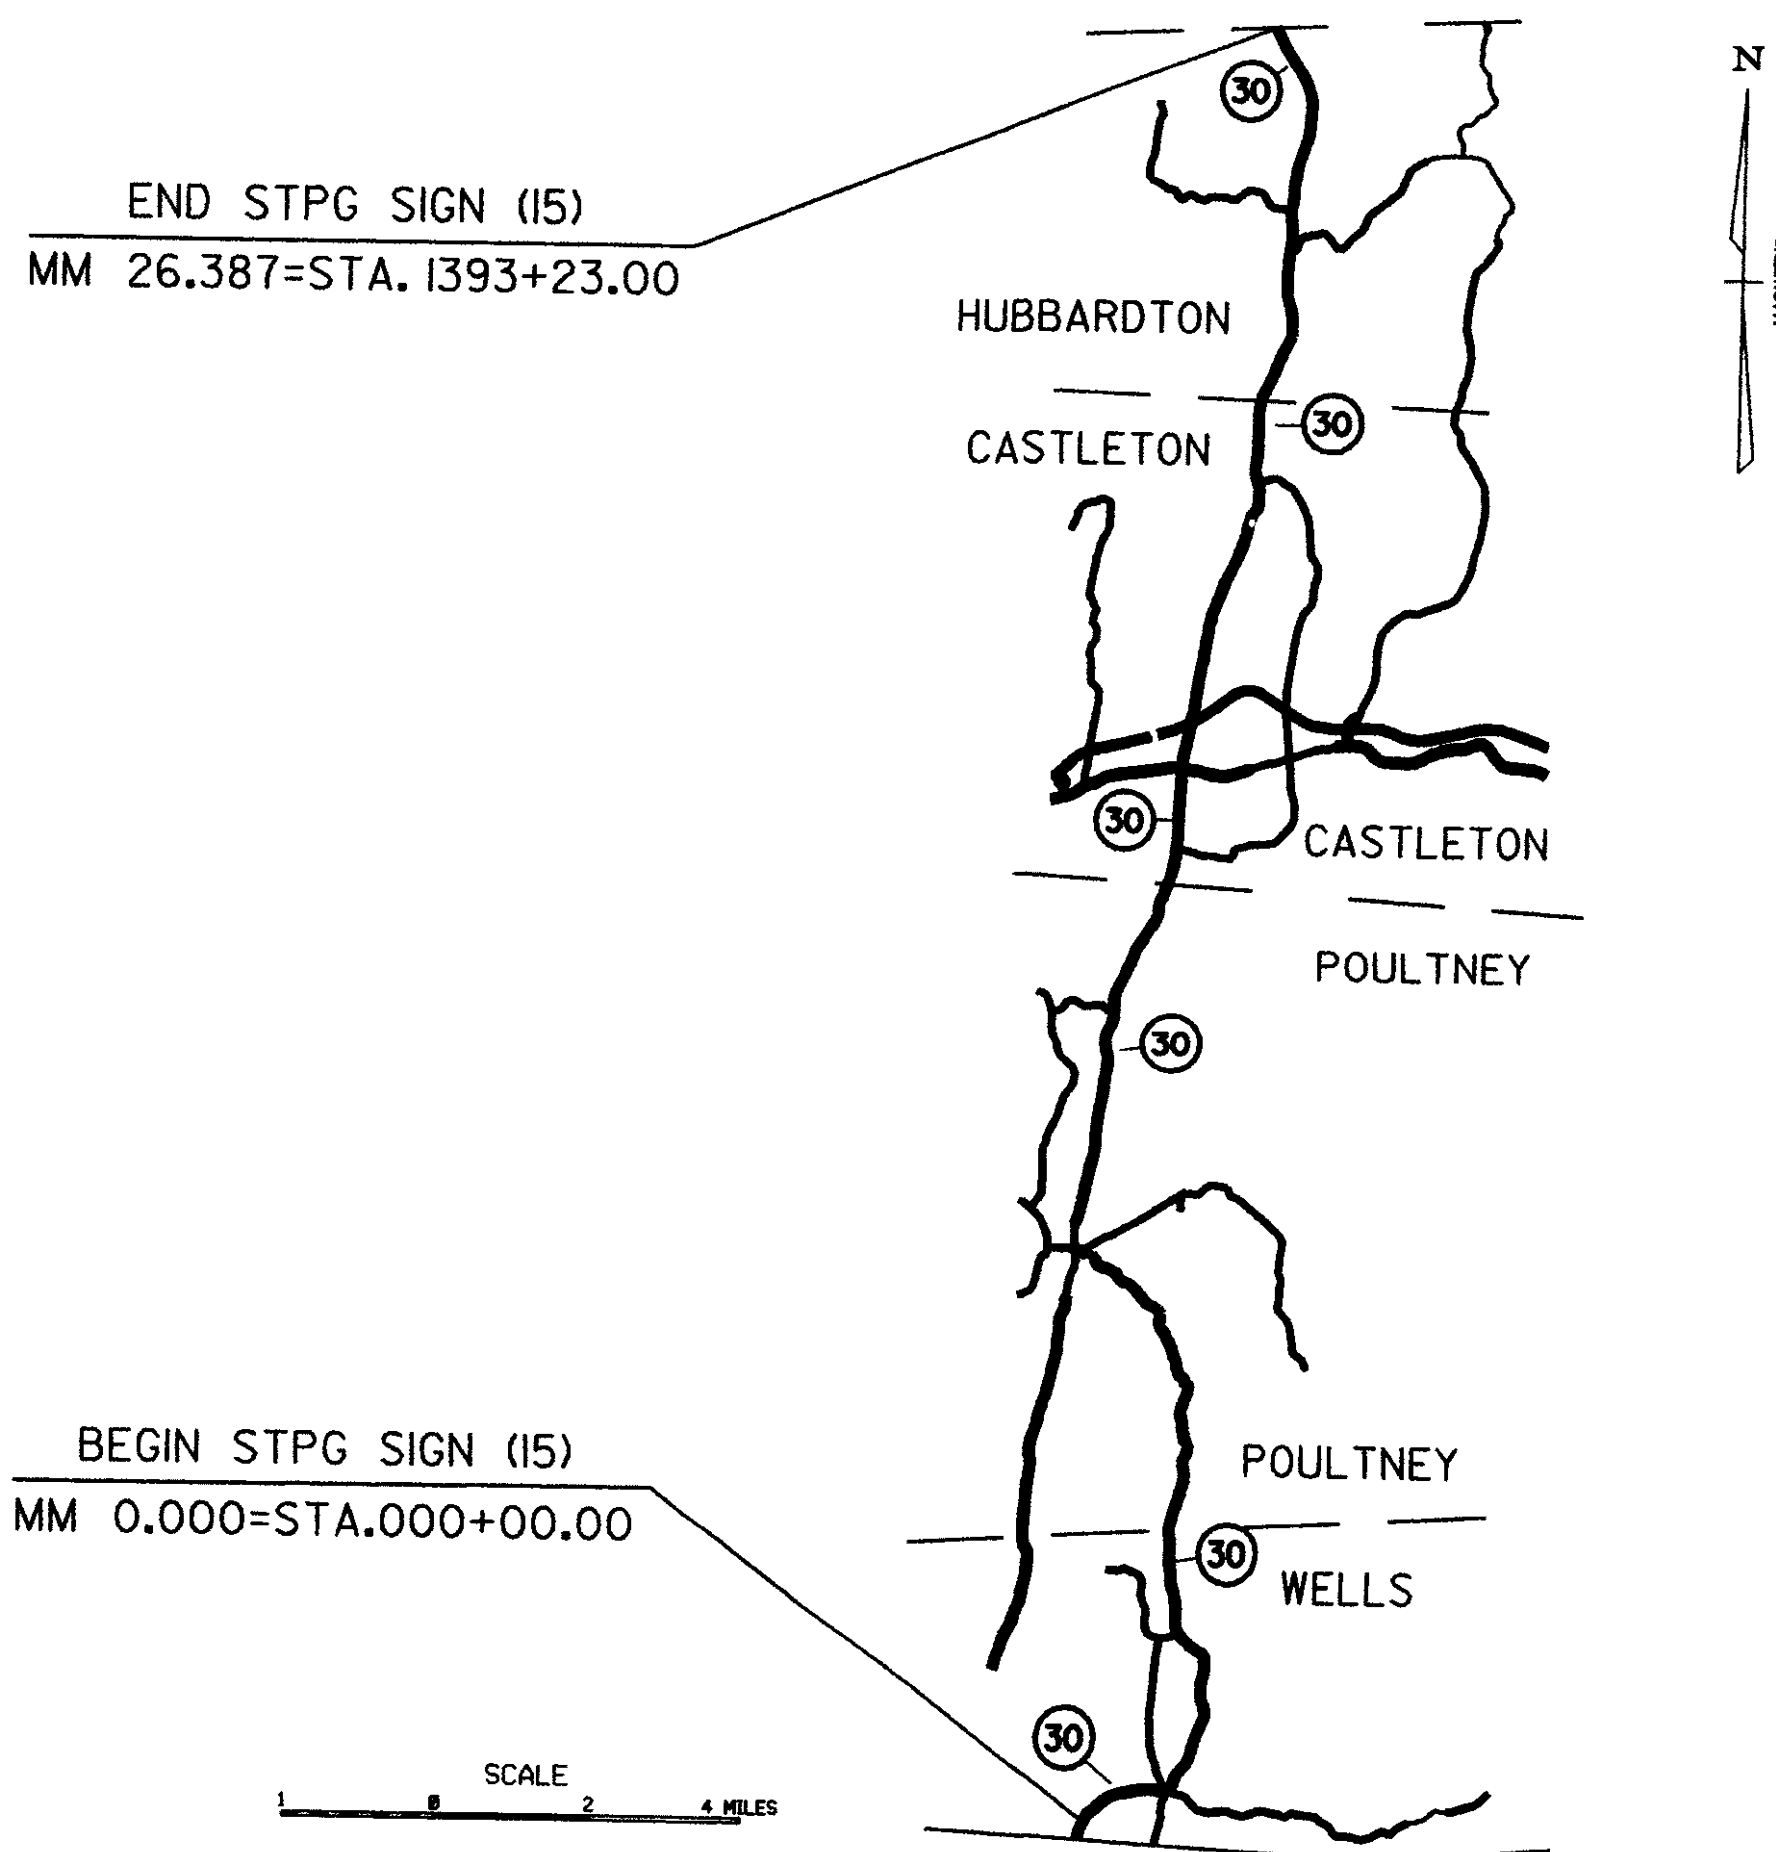 N
30
END STPG SIGN (15)
MM 26.387=STA. 1393+23.00
HUBBARDTON
30
CASTLETON
30
CASTLETON
POULTNEY
30
BEGIN STPG SIGN (15)
MM 0.000=STA.000+00.00
POULTNEY
30
WELLS
30
SCALE
1 0 2 4 MILES